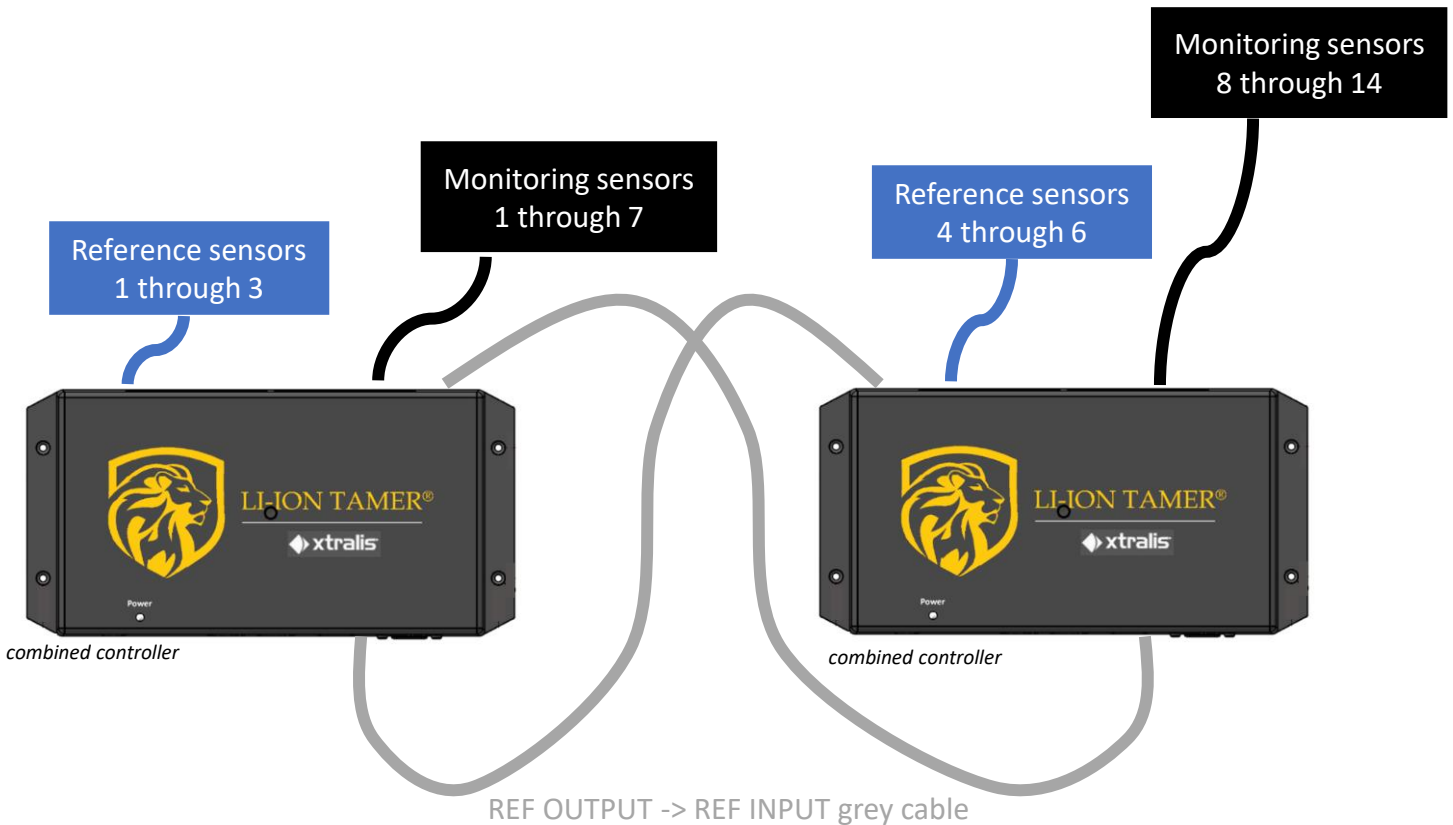 Monitoring sensors
8 through 14
Monitoring sensors
1 through 7
Reference sensors
4 through 6
Reference sensors
1 through 3
LI-ION TAMER®
xtralis
Power
combined controller
LI-ION TAMER®
xtralis
Power
combined controller
REF OUTPUT -> REF INPUT grey cable